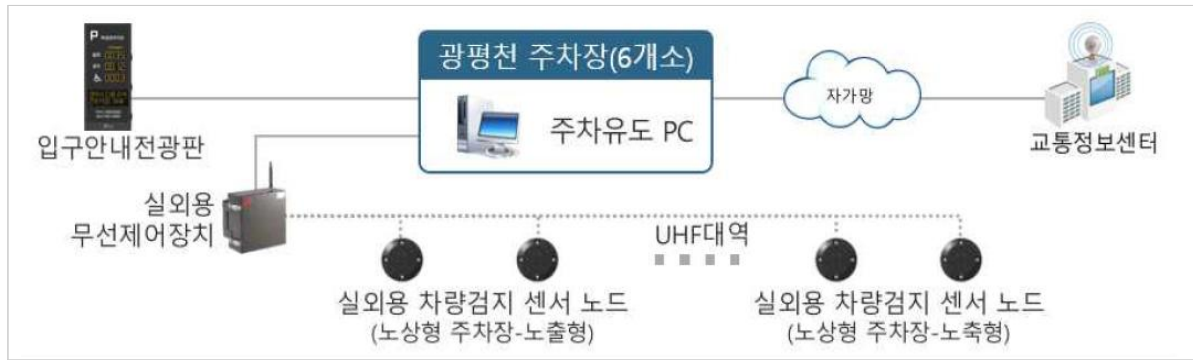 P
광평천 주차장(6개소)
주차유도 PC
자가망
입구안내전광판
교통정보센터
실외용
무선제어장치
UHF대역
실외용 차량검지 센서 노드
(노상형 주차장-노출형)
실외용 차량검지 센서 노드
(노상형 주차장-노축형)